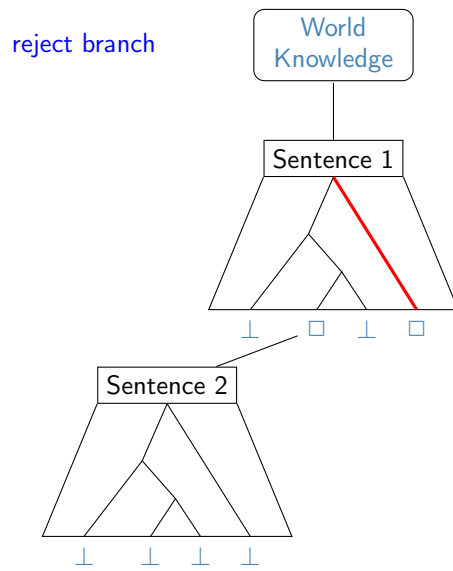 reject branch
World
Knowledge
Sentence 1
⊥ □ ⊥ □
Sentence 2
⊥ ⊥ ⊥ ⊥